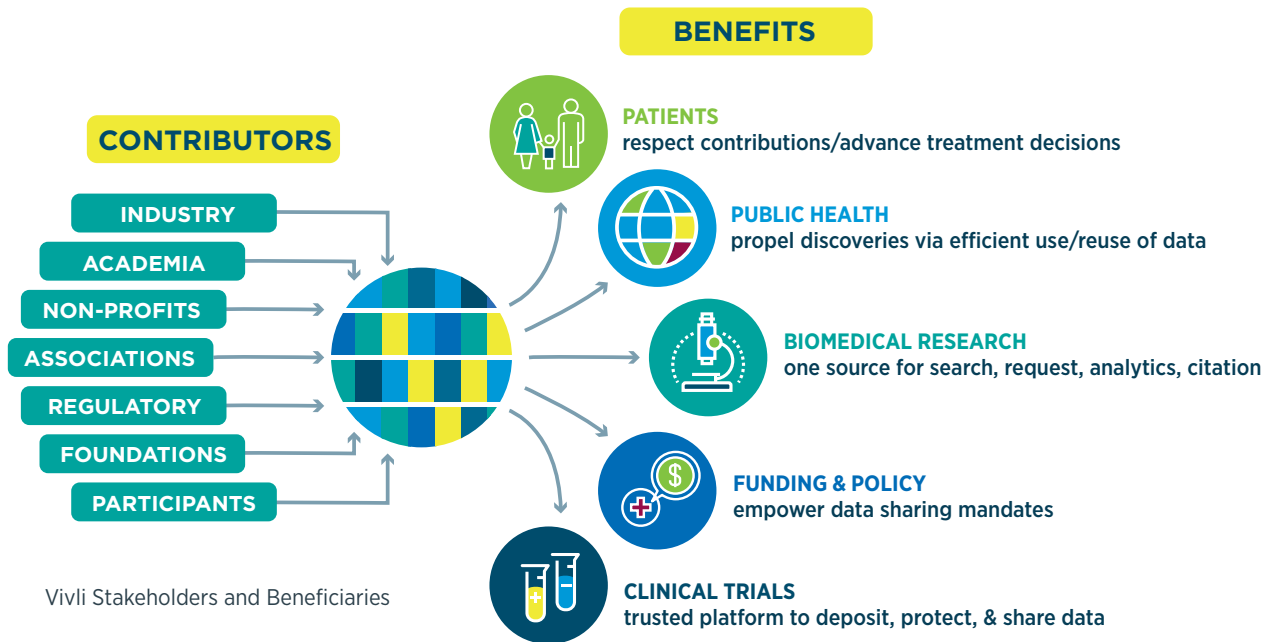 CONTRIBUTORS
INDUSTRY
ACADEMIA
NON-PROFITS
ASSOCIATIONS
REGULATORY
FOUNDATIONS
PARTICIPANTS
Vivli Stakeholders and Beneficiaries
BENEFITS
PATIENTS
respect contributions/advance treatment decisions
PUBLIC HEALTH
propel discoveries via efficient use/reuse of data
BIOMEDICAL RESEARCH
one source for search, request, analytics, citation
$
FUNDING & POLICY
empower data sharing mandates
CLINICAL TRIALS
trusted platform to deposit, protect, & share data